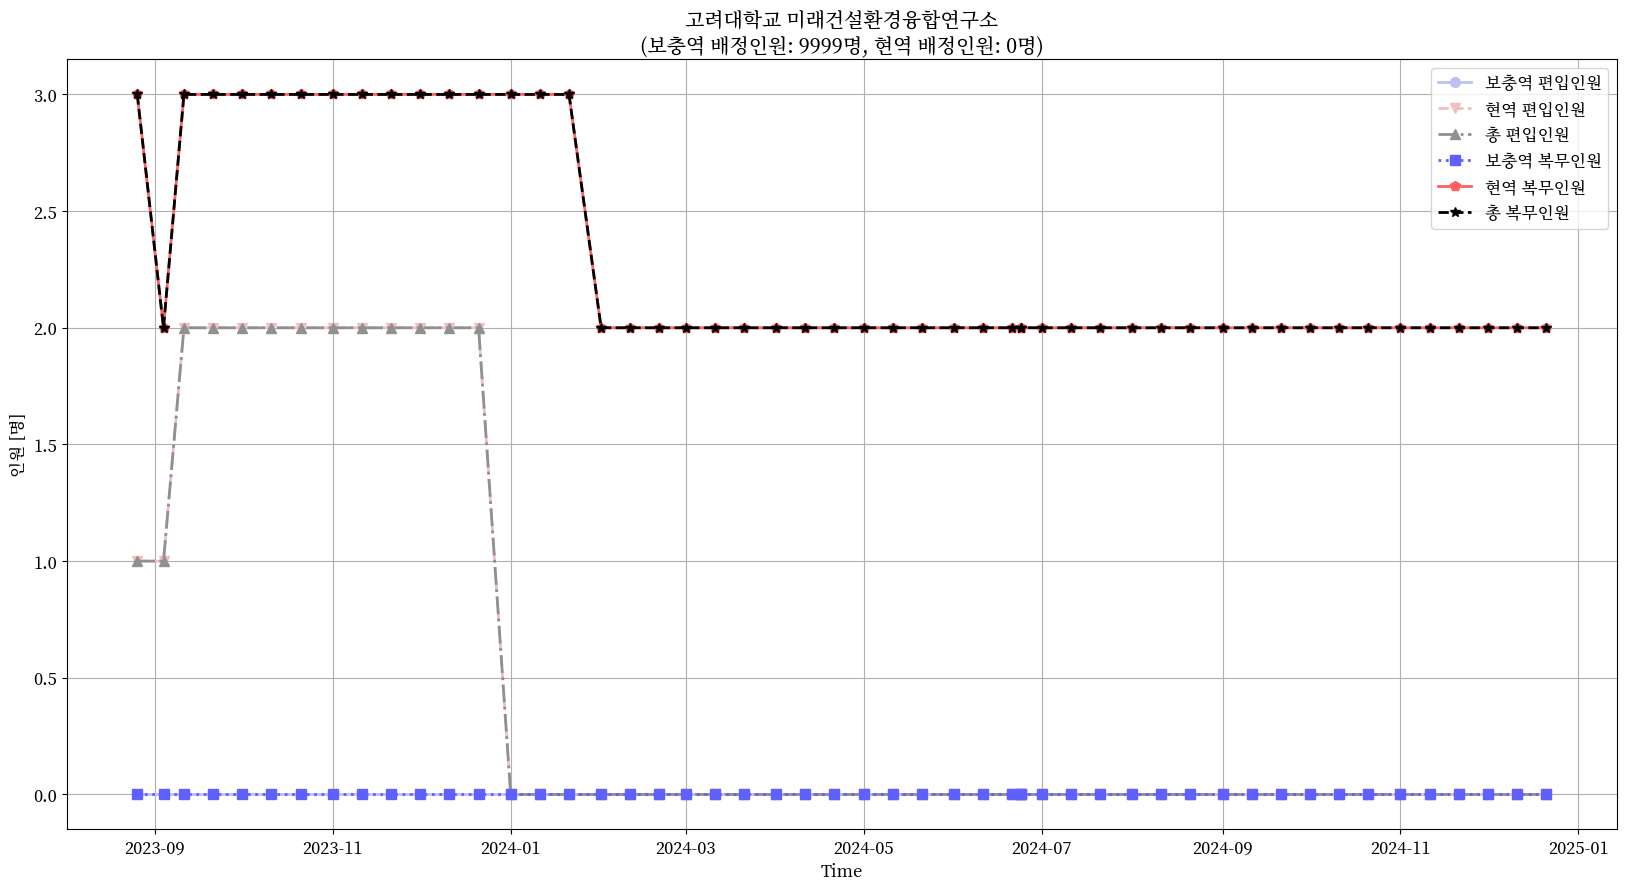 고려대학교 미래건설환경융합연구소
(보충역 배정인원: 9999명, 현역 배정인원: 0명)
보충역 편입인원
현역 편입인원
총 편입인원
보충역 복무인원
현역 복무인원
총 복무인원
3.0
2.5
2.0
1.5
1.0
0.5
0.0
인원 [명]
2023-09
2023-11
2024-01
2024-03
2024-05
2024-07
2024-09
2024-11
2025-01
Time